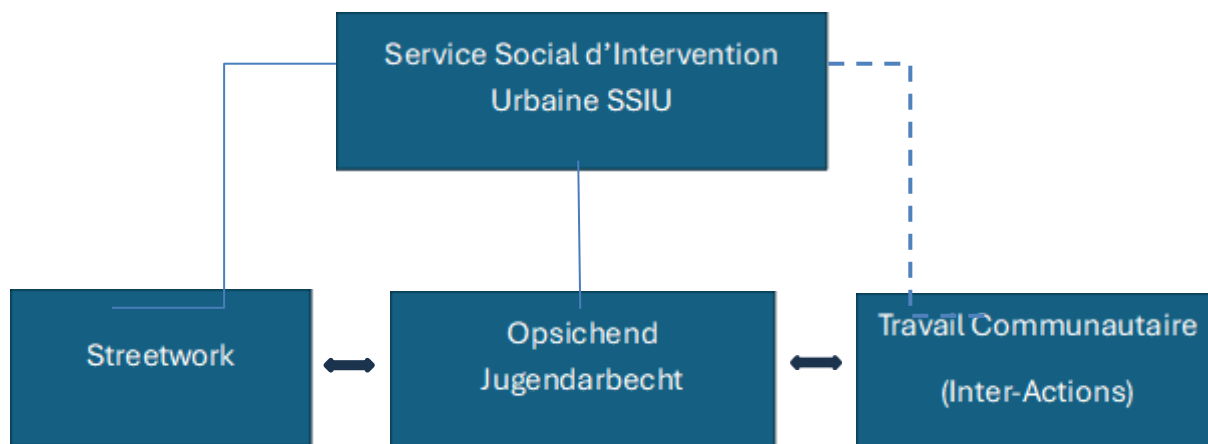 Service Social d'Intervention
Urbaine SSIU
Streetwork
Opsichend
Jugendarbecht
Travail Communautaire
(Inter-Actions)